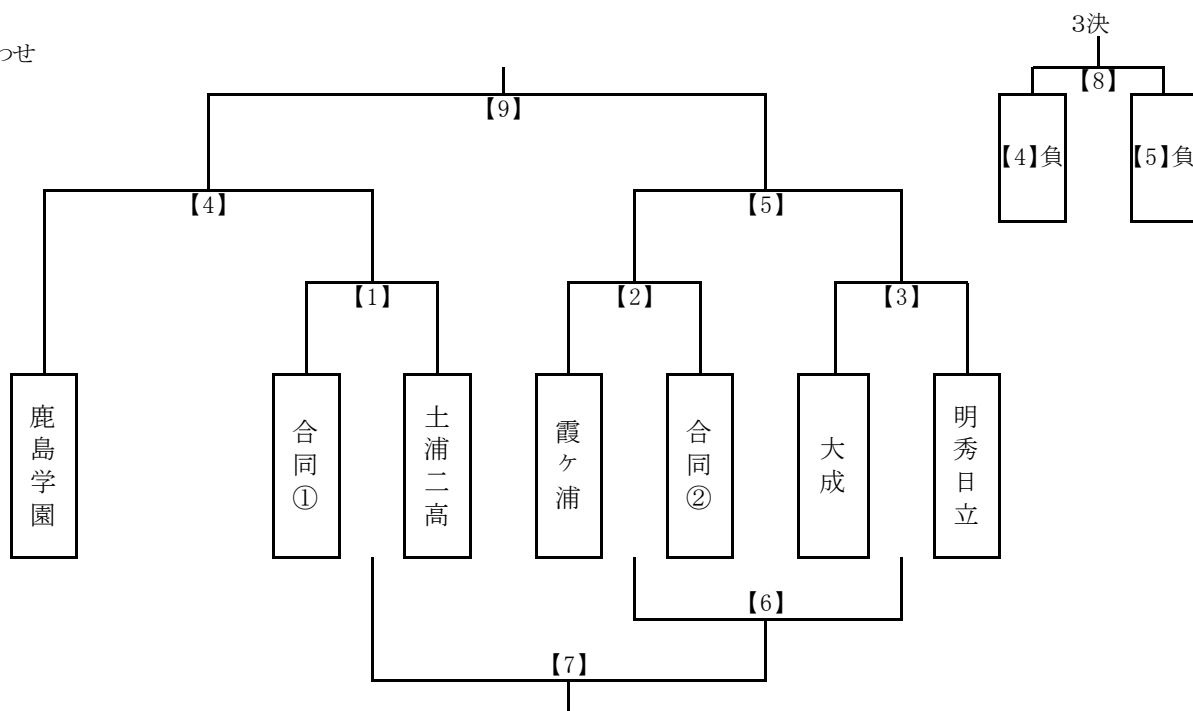 3決
わせ
【8】
【9】
【4】負
【5】負
【4】
【5】
【1】
【2】
【3】
鹿島学園
合同①
土浦二高
霞ケ浦
合同②
大成
明秀日立
【6】
【7】